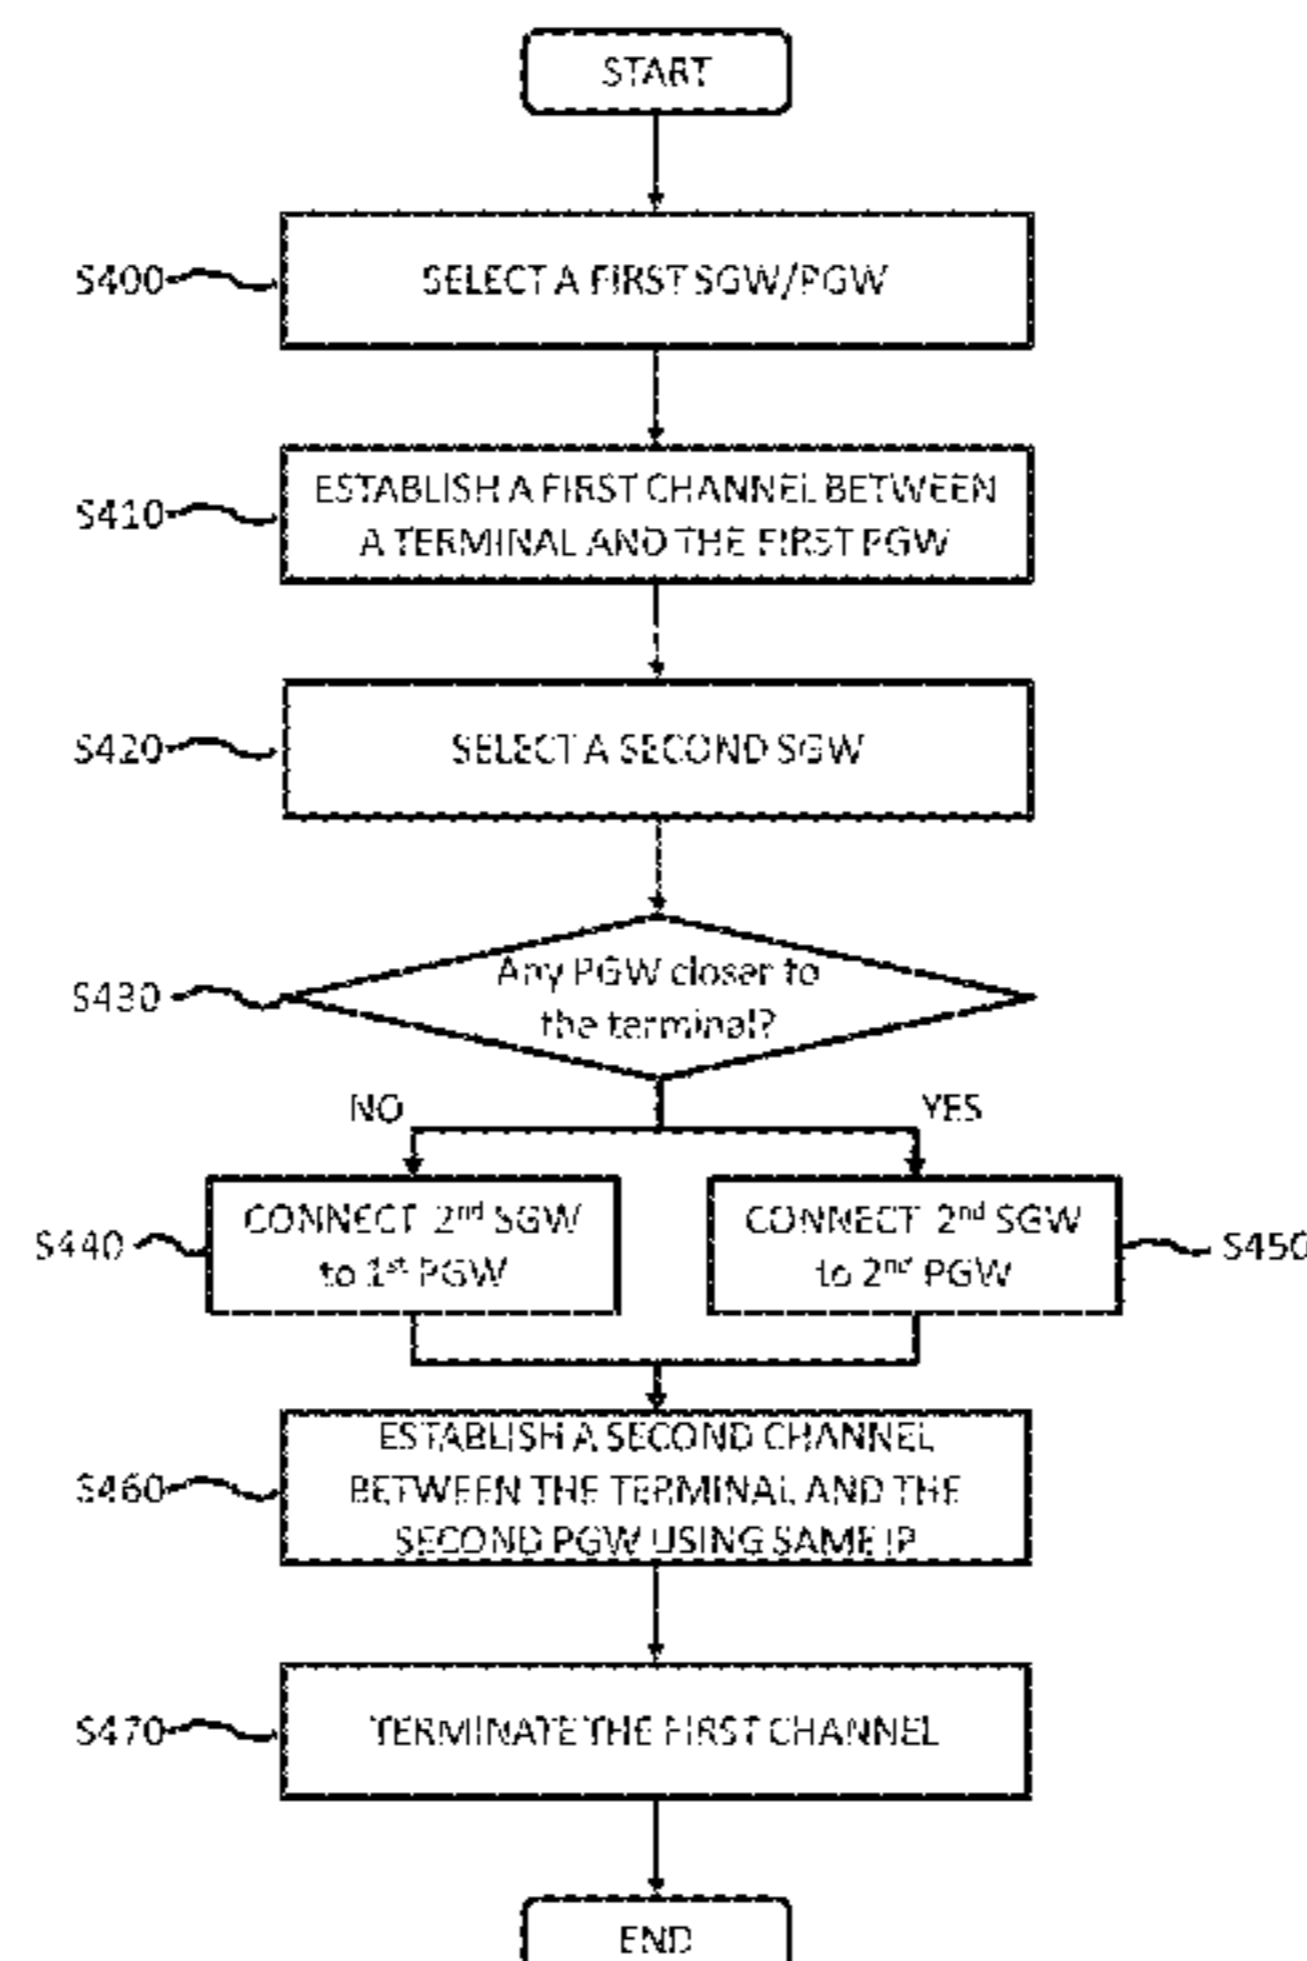 START
S400
SELECT A FIRST SGW/PGW
S410
ESTABLISH A FIRST CHANNEL BETWEEN
A TERMINAL AND THE FIRST PGW
S420
SELECT A SECOND SGW
S430
Any PGW closer to
the terminal?
NO
YES
S440
CONNECT 2nd SGW
to 1st PGW
CONNECT 2nd SGW
to 2nd PGW
S450
S460
ESTABLISH A SECOND CHANNEL
BETWEEN THE TERMINAL AND THE
SECOND PGW USING SAME IP
S470
TERMINATE THE FIRST CHANNEL
END